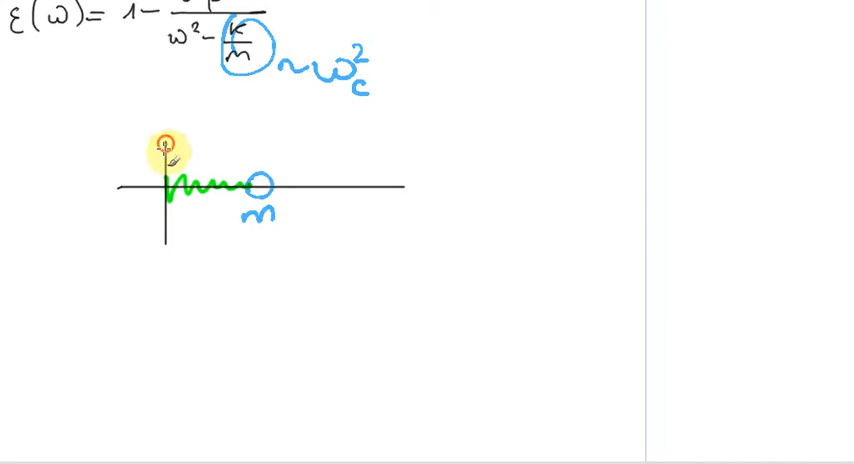 ε(ω) = 1 - ω² - K/m
~ ω_c²
m